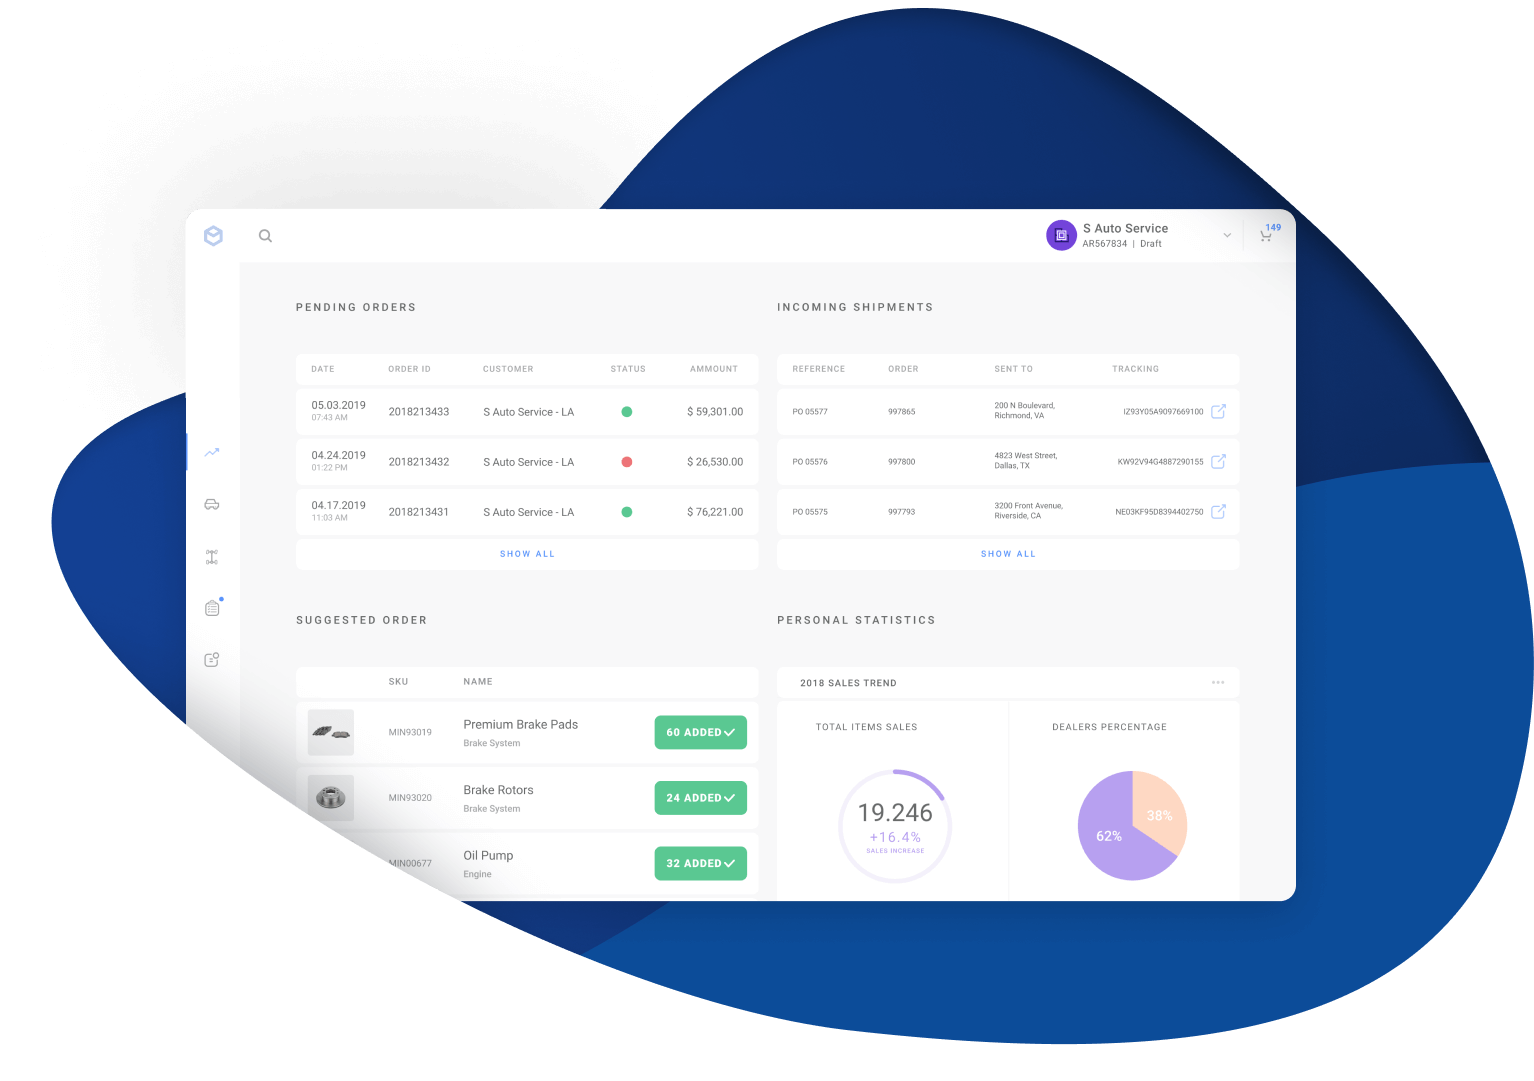 S Auto Service
AR567834 | Draft
149
PENDING ORDERS
DATE ORDER ID CUSTOMER STATUS AMMOUNT
05.03.2019
07:43 AM
2018213433 S Auto Service - LA $ 59,301.00
04.24.2019
01:22 PM
2018213432 S Auto Service - LA $ 26,530.00
04.17.2019
11:03 AM
2018213431 S Auto Service - LA $ 76,221.00
SHOW ALL
INCOMING SHIPMENTS
REFERENCE ORDER SENT TO TRACKING
PO 05577 997865
200 N Boulevard,
Richmond, VA
IZ93Y05A9097669100
PO 05576 997800
4823 West Street,
Dallas, TX
KW92V94G4887290155
PO 05575 997793
3200 Front Avenue,
Riverside, CA
NE03KF95D8394402750
SHOW ALL
SUGGESTED ORDER
SKU NAME
MIN93019
Premium Brake Pads
Brake System
60 ADDED
MIN93020
Brake Rotors
Brake System
24 ADDED
MIN00677
Oil Pump
Engine
32 ADDED
PERSONAL STATISTICS
2018 SALES TREND
TOTAL ITEMS SALES
19.246
+16.4%
SALES INCREASE
DEALERS PERCENTAGE
38%
62%